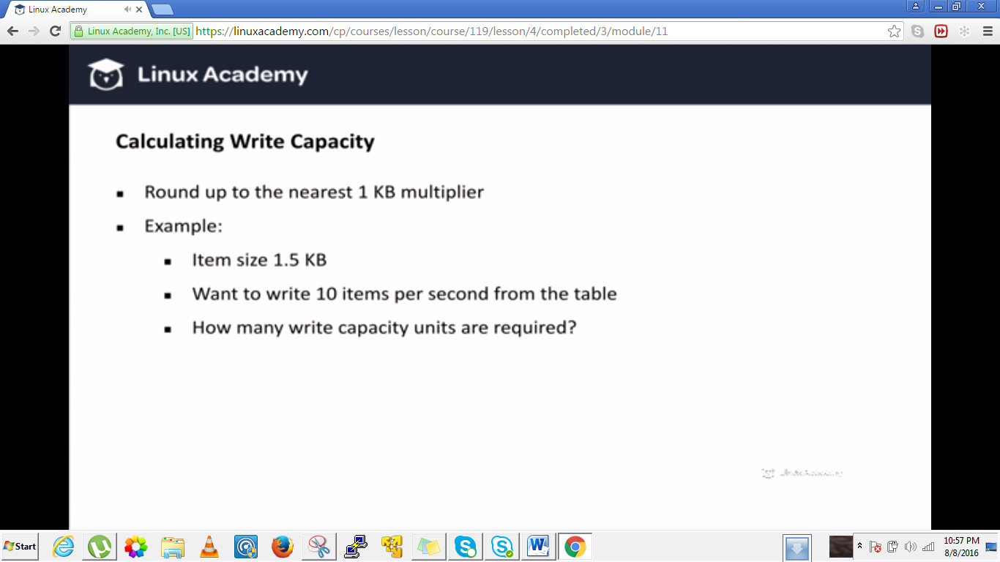 Linux Academy
Linux Academy, Inc. [US] https://linuxacademy.com/cp/courses/lesson/course/119/lesson/4/completed/3/module/11
Linux Academy
Calculating Write Capacity
Round up to the nearest 1 KB multiplier
Example:
Item size 1.5 KB
Want to write 10 items per second from the table
How many write capacity units are required?
Linux Academy
Start
10:57 PM
8/8/2016